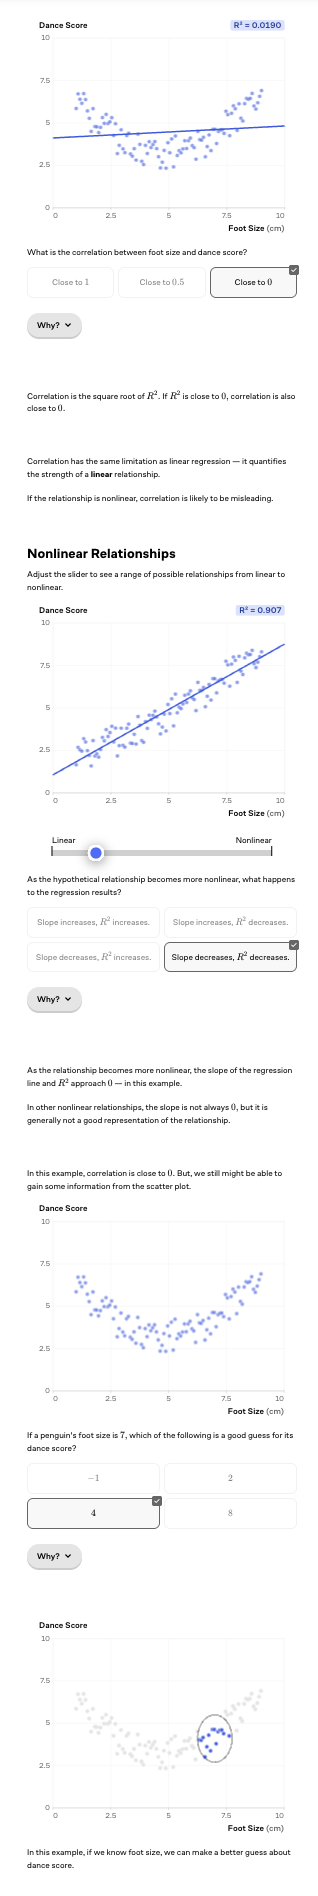 Dance Score
R² = 0.0190
10
7.5
5
2.5
0
0 2.5 5 7.5 10
Foot Size (cm)
What is the correlation between foot size and dance score?
Close to 1
Close to 0.5
Close to 0
Why?
Correlation is the square root of R². If R² is close to 0, correlation is also
close to 0.
Correlation has the same limitation as linear regression — it quantifies
the strength of a linear relationship.
If the relationship is nonlinear, correlation is likely to be misleading.
Nonlinear Relationships
Adjust the slider to see a range of possible relationships from linear to
nonlinear.
Dance Score
R² = 0.907
10
7.5
5
2.5
0
0 2.5 5 7.5 10
Foot Size (cm)
Linear
Nonlinear
As the hypothetical relationship becomes more nonlinear, what happens
to the regression results?
Slope increases, R² increases.
Slope increases, R² decreases.
Slope decreases, R² increases.
Slope decreases, R² decreases.
Why?
As the relationship becomes more nonlinear, the slope of the regression
line and R² approach 0 — in this example.
In other nonlinear relationships, the slope is not always 0, but it is
generally not a good representation of the relationship.
In this example, correlation is close to 0. But, we still might be able to
gain some information from the scatter plot.
Dance Score
10
7.5
5
2.5
0
0 2.5 5 7.5 10
Foot Size (cm)
If a penguin's foot size is 7, which of the following is a good guess for its
dance score?
−1
2
4
8
Why?
Dance Score
10
7.5
5
2.5
0
0 2.5 5 7.5 10
Foot Size (cm)
In this example, if we know foot size, we can make a better guess about
dance score.